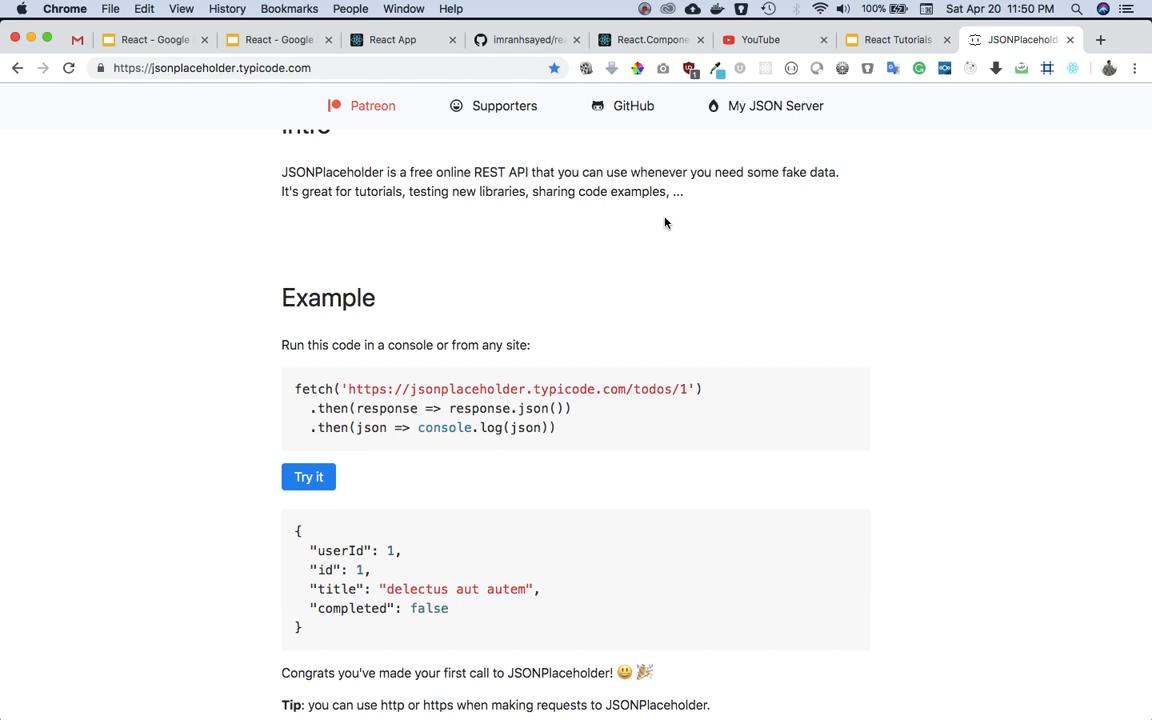 Chrome File Edit View History Bookmarks People Window Help 100% Sat Apr 20 11:50 PM
React - Google React - Google React App imranhsayed/re React.Compone YouTube React Tutorials JSONPlacehold
https://jsonplaceholder.typicode.com
Patreon Supporters GitHub My JSON Server
Intro
JSONPlaceholder is a free online REST API that you can use whenever you need some fake data.
It's great for tutorials, testing new libraries, sharing code examples, ...
Example
Run this code in a console or from any site:
fetch('https://jsonplaceholder.typicode.com/todos/1')
.then(response => response.json())
.then(json => console.log(json))
Try it
{
"userId": 1,
"id": 1,
"title": "delectus aut autem",
"completed": false
}
Congrats you've made your first call to JSONPlaceholder! 😃 🎉
Tip: you can use http or https when making requests to JSONPlaceholder.